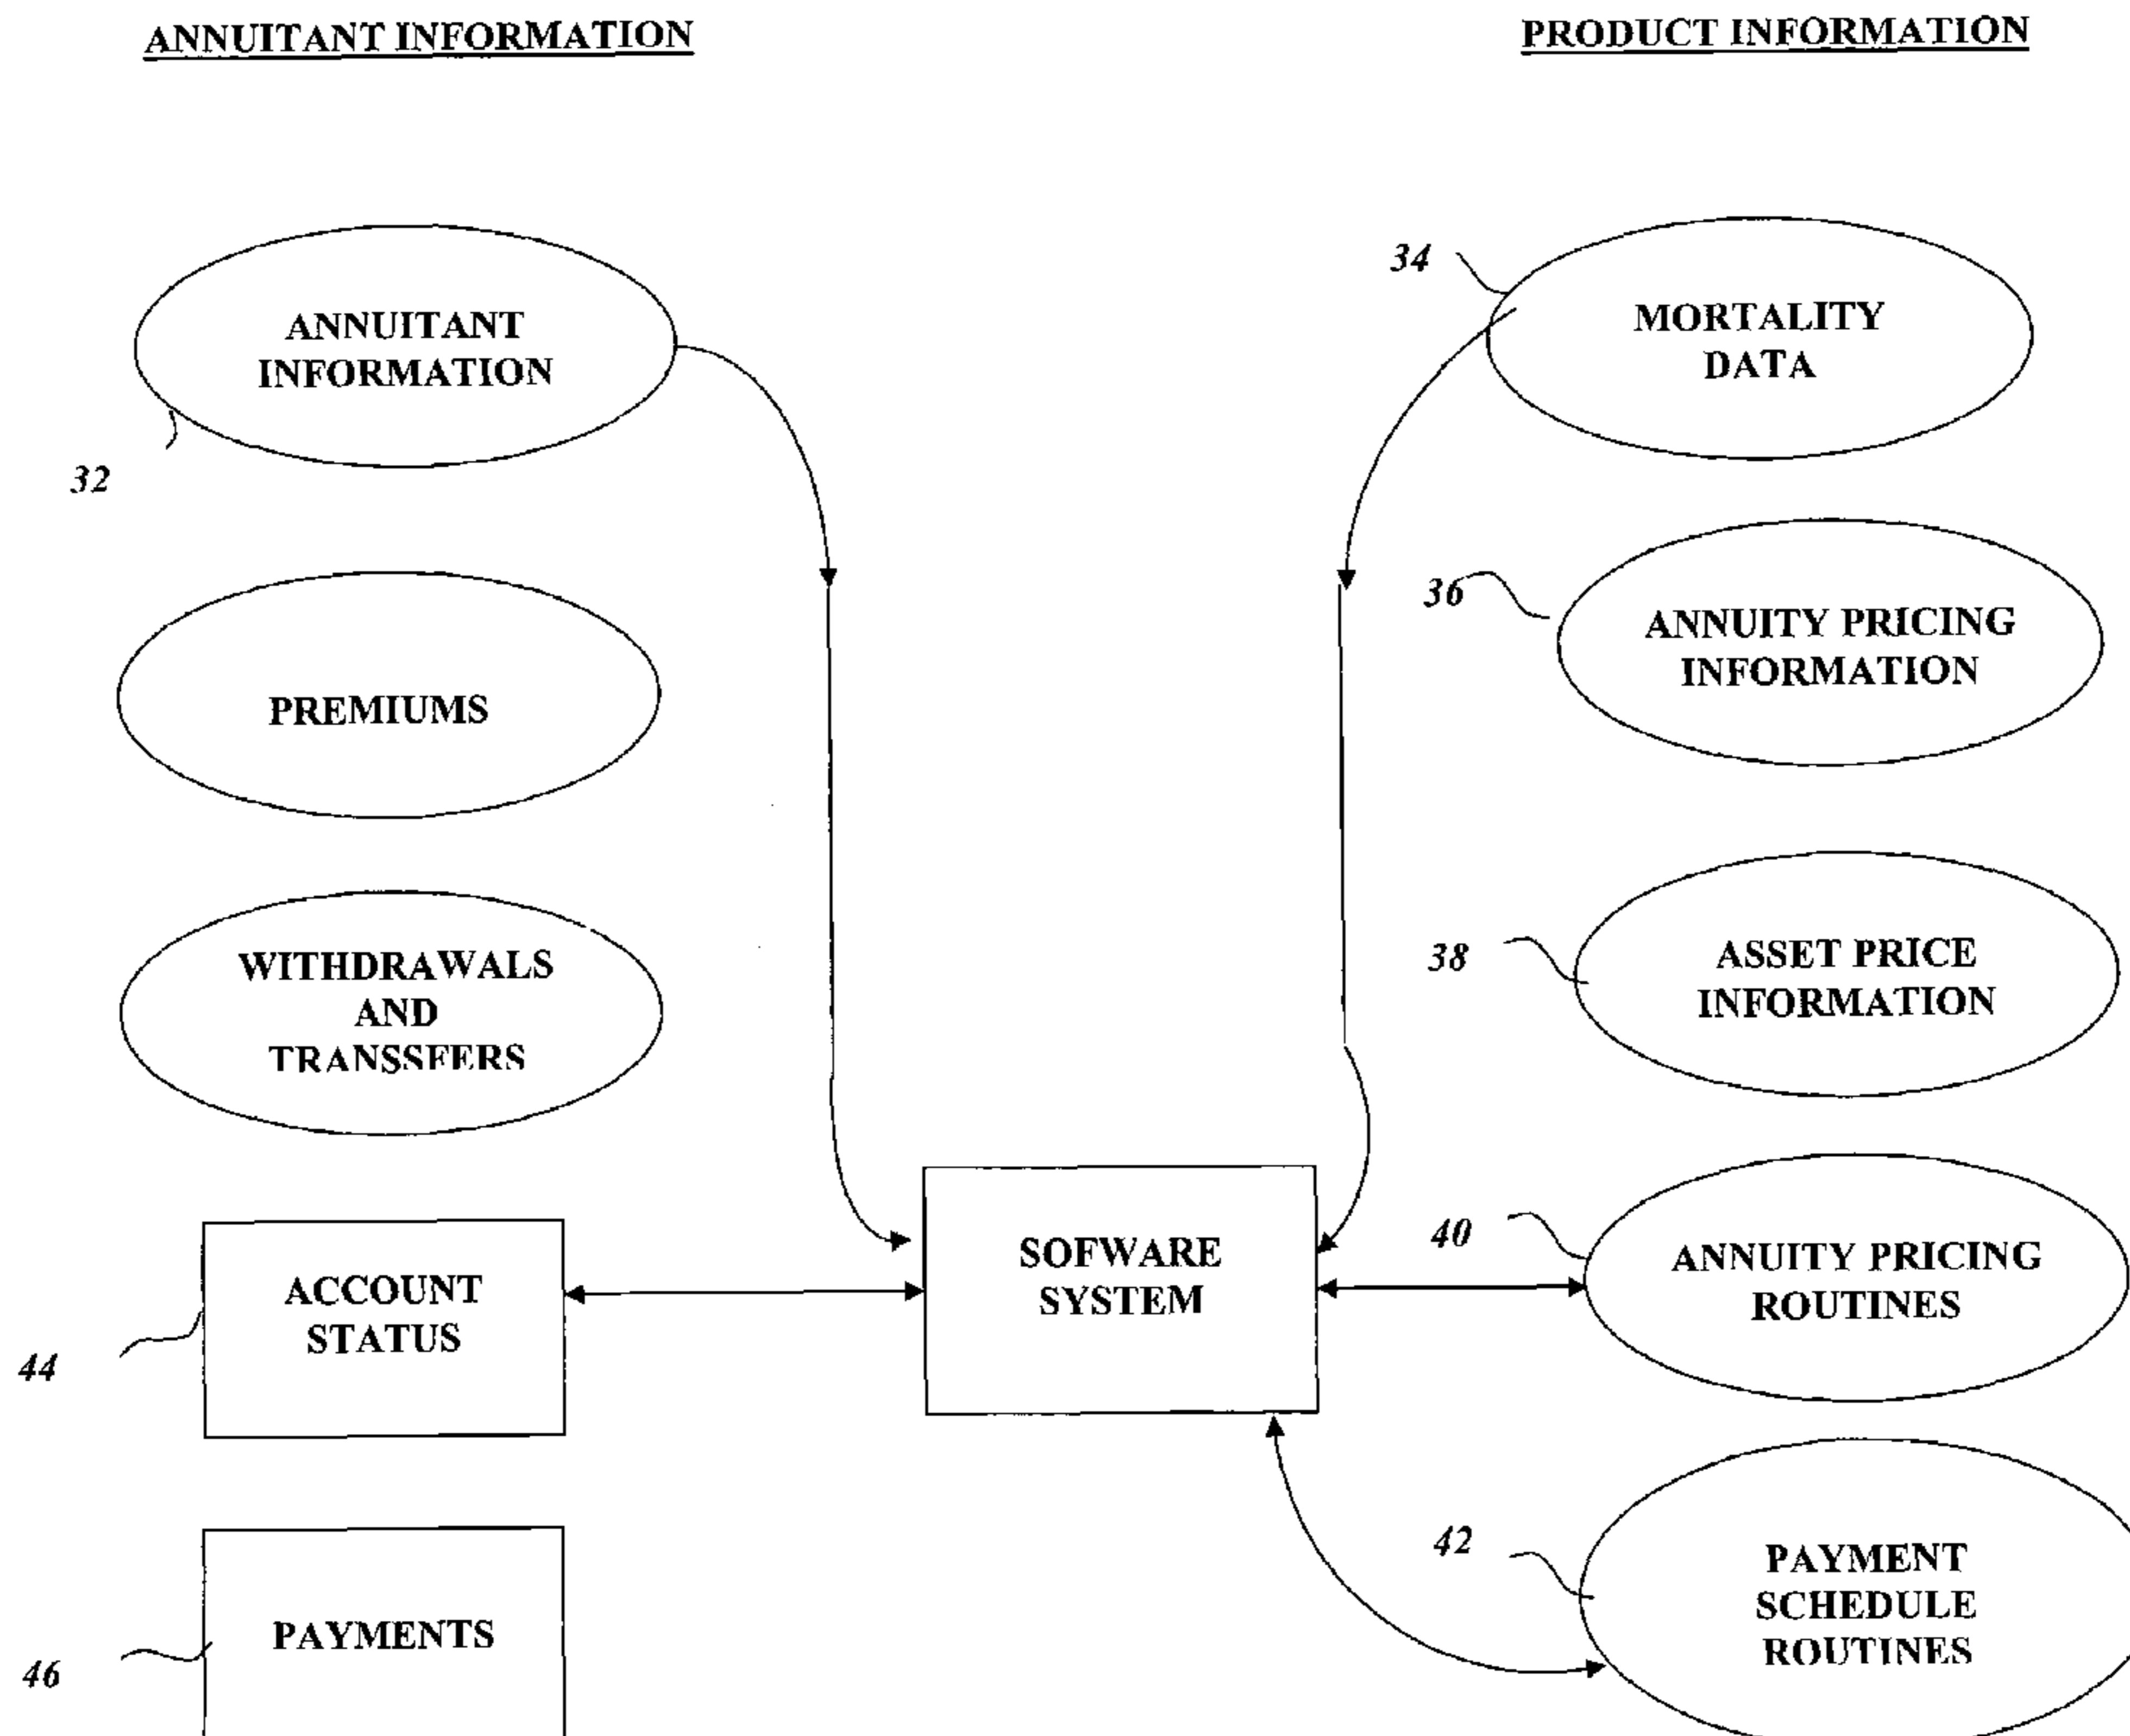 ANNUITANT INFORMATION
PRODUCT INFORMATION
ANNUITANT
INFORMATION
32
34
MORTALITY
DATA
PREMIUMS
36
ANNUITY PRICING
INFORMATION
WITHDRAWALS
AND
TRANSSFERS
38
ASSET PRICE
INFORMATION
ACCOUNT
STATUS
44
SOFWARE
SYSTEM
40
ANNUITY PRICING
ROUTINES
PAYMENTS
46
42
PAYMENT
SCHEDULE
ROUTINES